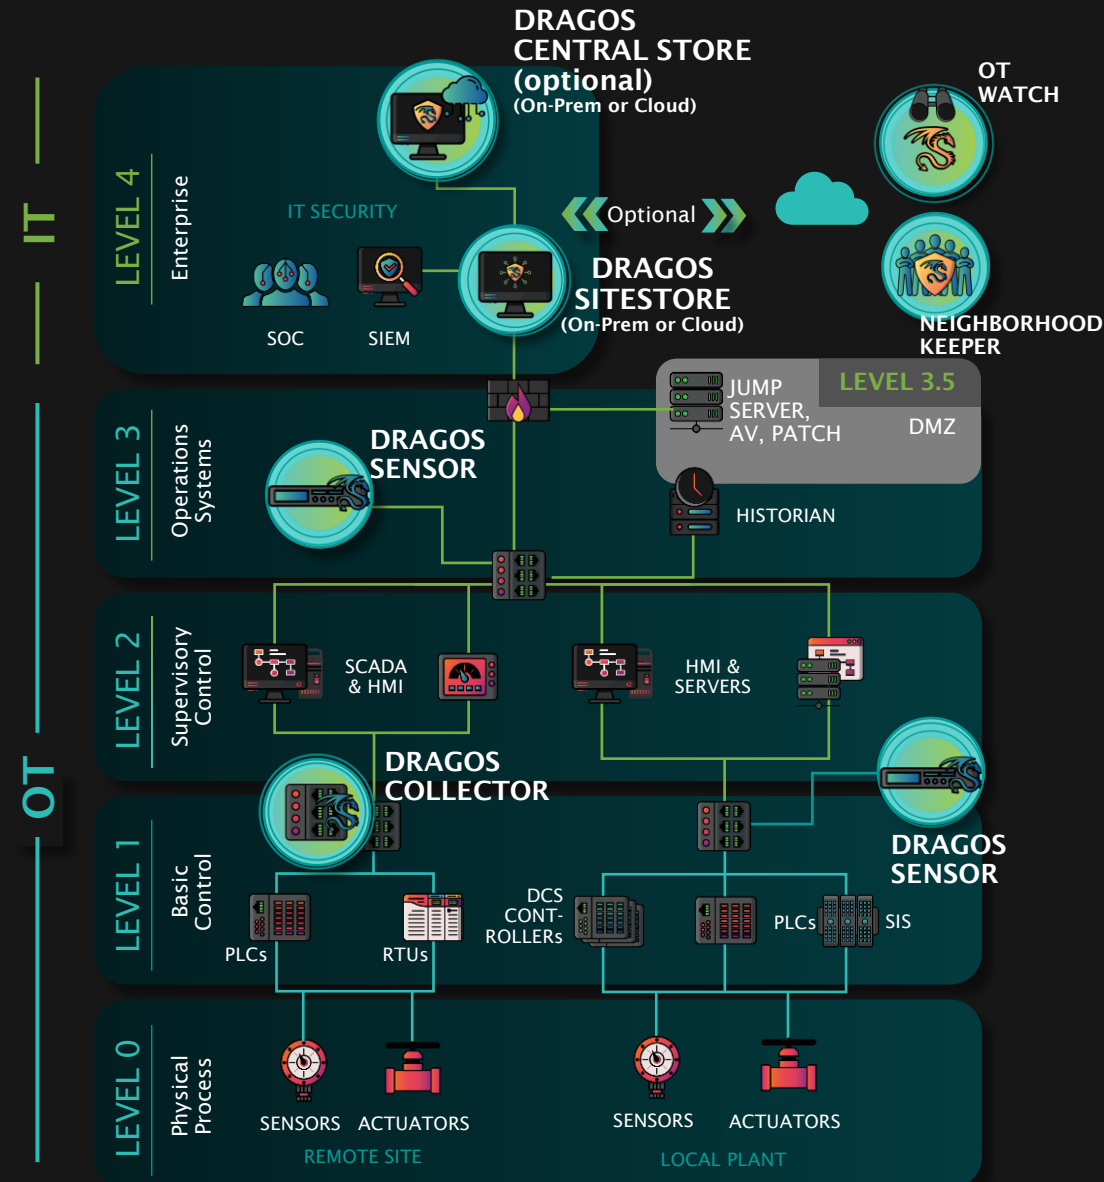 DRAGOS
CENTRAL STORE
(optional)
(On-Prem or Cloud)
OT
WATCH
IT
LEVEL 4
Enterprise
IT SECURITY
Optional
SOC
SIEM
DRAGOS
SITESTORE
(On-Prem or Cloud)
NEIGHBORHOOD
KEEPER
LEVEL 3.5
JUMP
SERVER,
AV, PATCH
DMZ
OT
LEVEL 3
Operations
Systems
DRAGOS
SENSOR
HISTORIAN
LEVEL 2
Supervisory
Control
SCADA
& HMI
HMI &
SERVERS
DRAGOS
COLLECTOR
DRAGOS
SENSOR
LEVEL 1
Basic
Control
PLCs
RTUs
DCS
CONT-
ROLLERs
PLCs
SIS
LEVEL 0
Physical
Process
SENSORS
ACTUATORS
REMOTE SITE
SENSORS
ACTUATORS
LOCAL PLANT